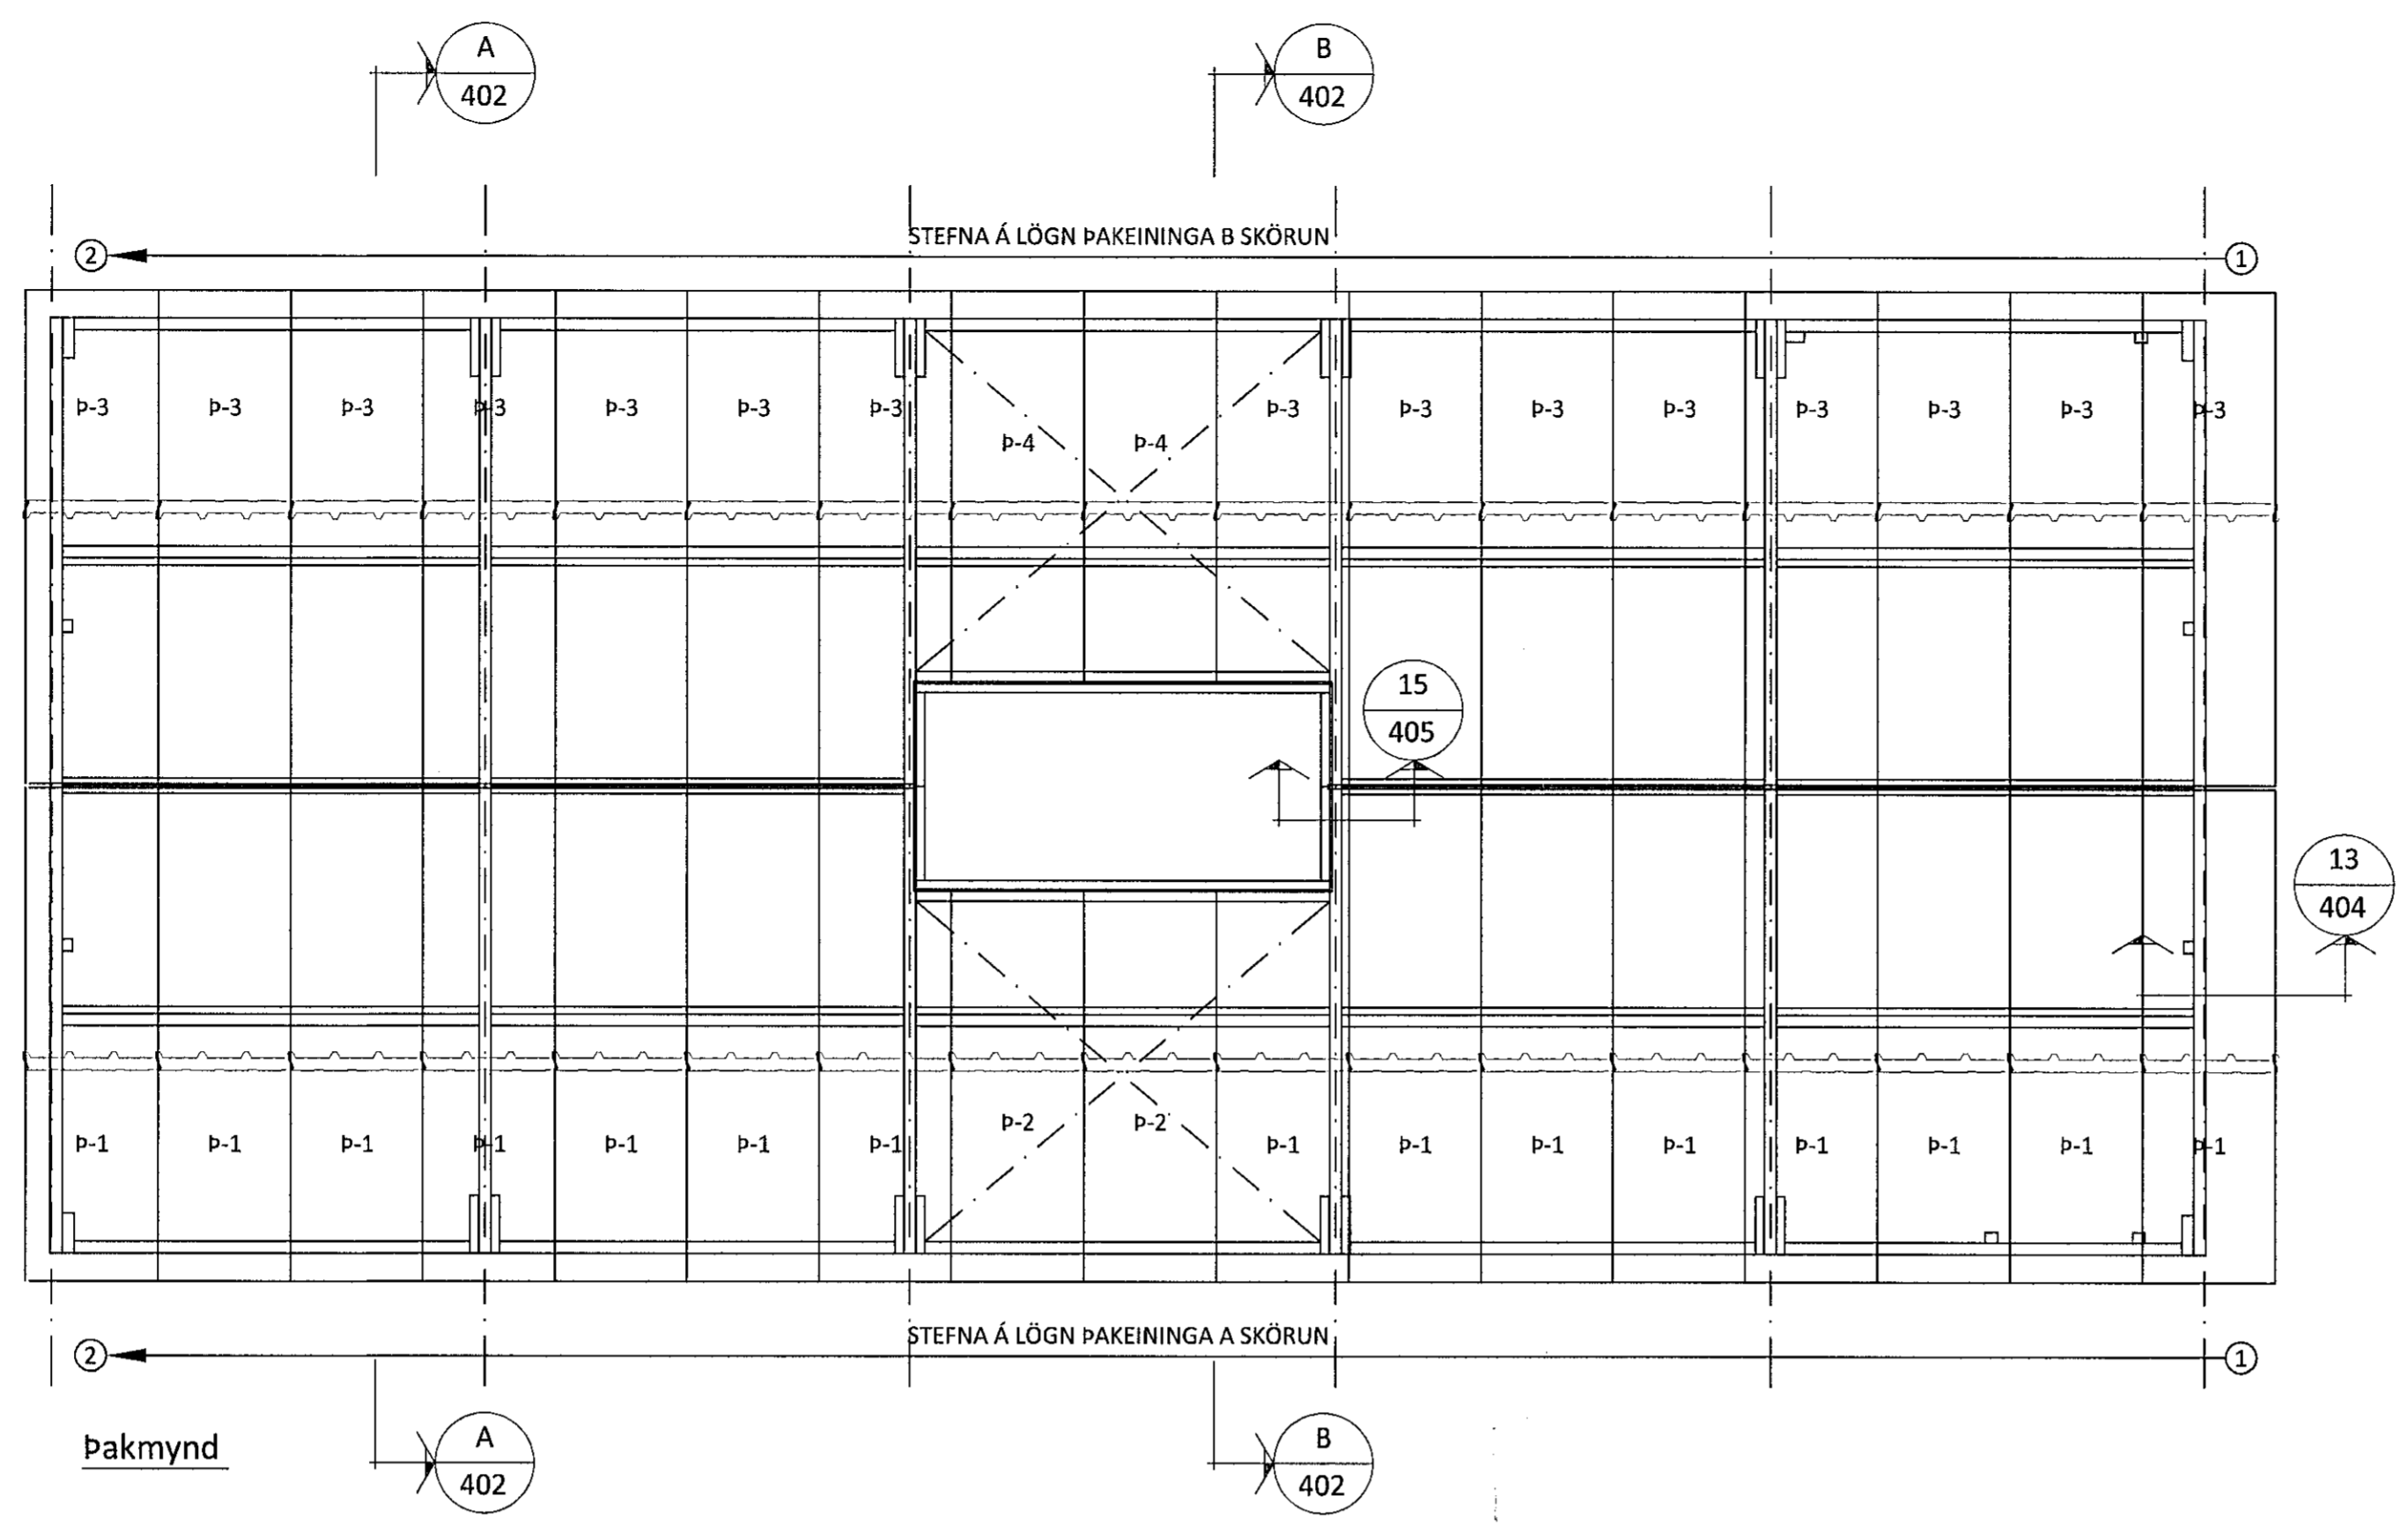 A
402
B
402
STEFNA Á LÖGN ÞAKEININGA B SKÖRUN
2
1
Þ-3 Þ-3 Þ-3 Þ-3 Þ-3 Þ-3 Þ-3 Þ-3 Þ-3 Þ-3 Þ-3 Þ-3 Þ-3 Þ-3 Þ-3
Þ-4 Þ-4
15
405
13
404
Þ-2 Þ-2
Þ-1 Þ-1 Þ-1 Þ-1 Þ-1 Þ-1 Þ-1 Þ-1 Þ-1 Þ-1 Þ-1 Þ-1 Þ-1 Þ-1 Þ-1
STEFNA Á LÖGN ÞAKEININGA A SKÖRUN
2
1
Þakmynd
A
402
B
402